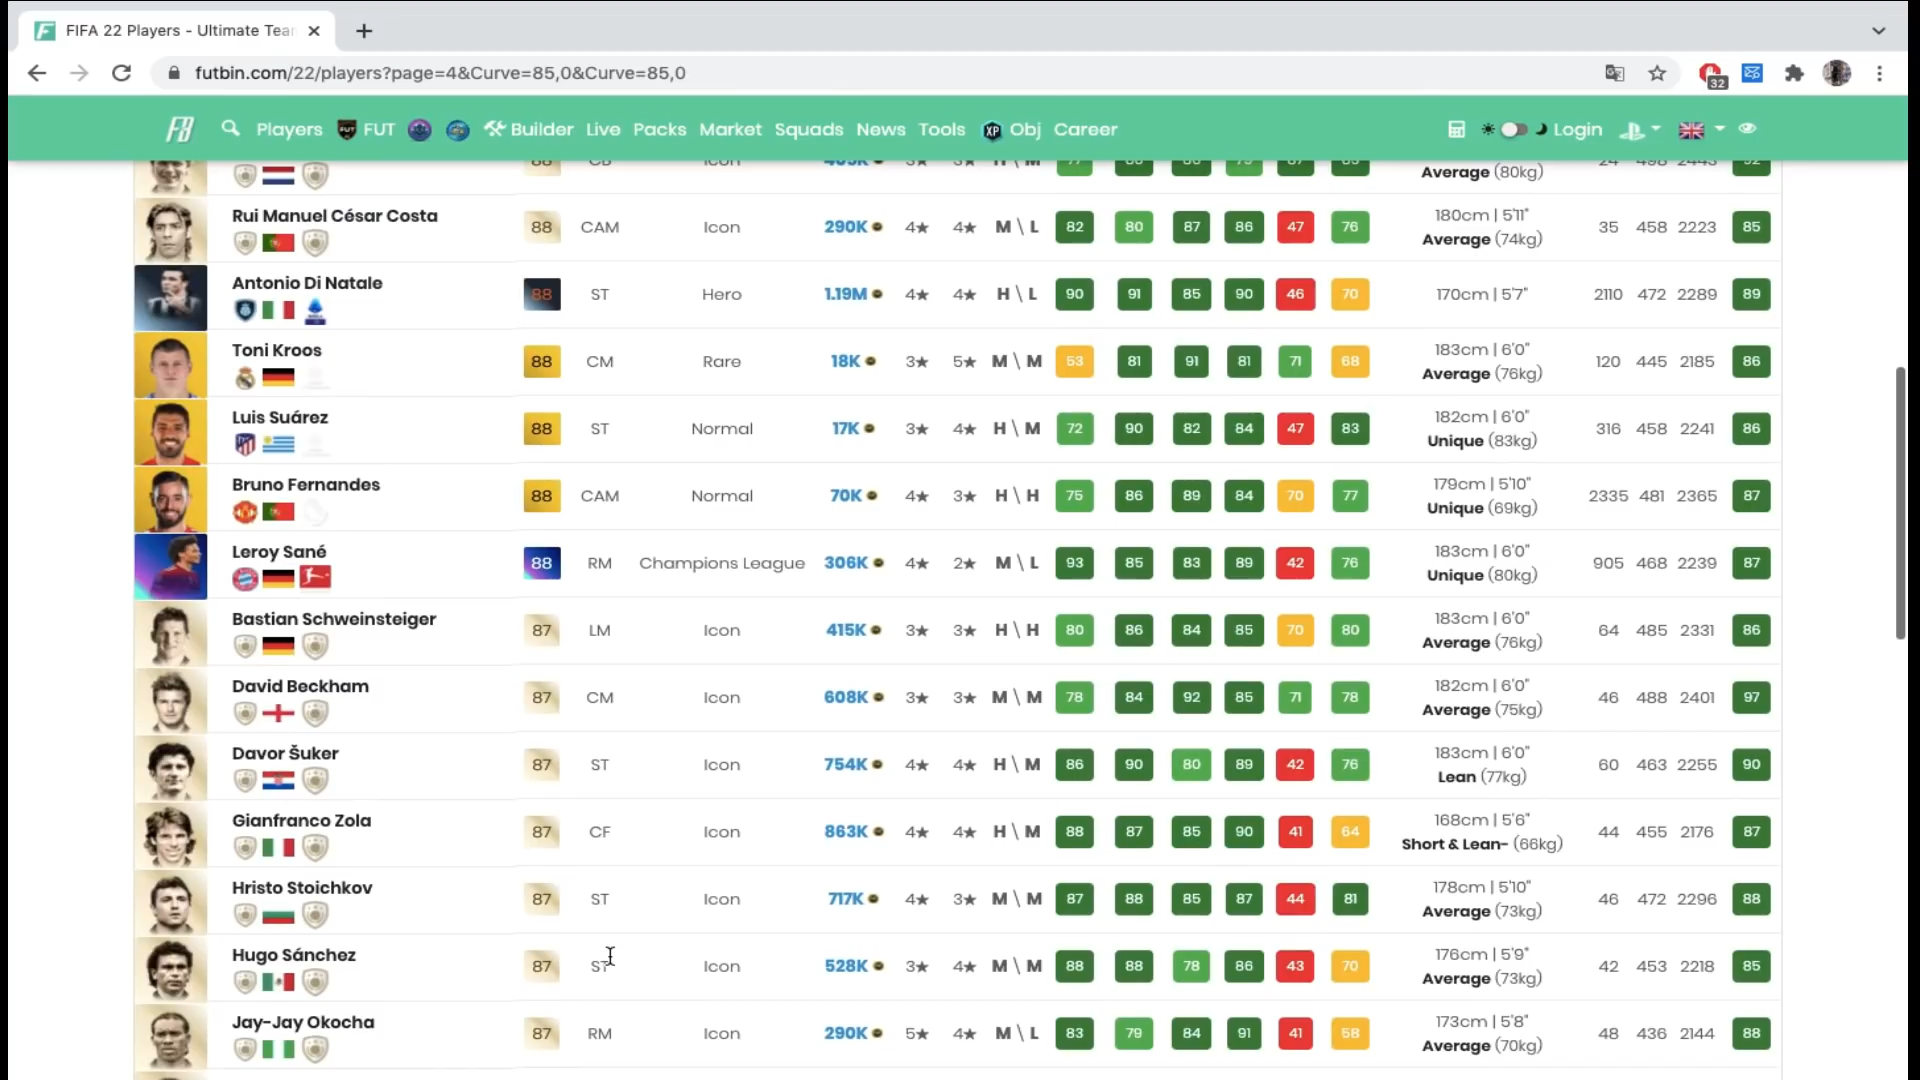 FIFA 22 Players - Ultimate Tea
futbin.com/22/players?page=4&Curve=85,0&Curve=85,0
32
F8 Players FUT Builder Live Packs Market Squads News Tools XP Obj Career Login
Average (80kg)
Rui Manuel César Costa 88 CAM Icon 290K 4★ 4★ M \ L 82 80 87 86 47 76 180cm | 5'11" 35 458 2223 85
Average (74kg)
Antonio Di Natale 88 ST Hero 1.19M 4★ 4★ H \ L 90 91 85 90 46 70 170cm | 5'7" 2110 472 2289 89
Toni Kroos 88 CM Rare 18K 3★ 5★ M \ M 53 81 91 81 71 68 183cm | 6'0" 120 445 2185 86
Average (76kg)
Luis Suárez 88 ST Normal 17K 3★ 4★ H \ M 72 90 82 84 47 83 182cm | 6'0" 316 458 2241 86
Unique (83kg)
Bruno Fernandes 88 CAM Normal 70K 4★ 3★ H \ H 75 86 89 84 70 77 179cm | 5'10" 2335 481 2365 87
Unique (69kg)
Leroy Sané 88 RM Champions League 306K 4★ 2★ M \ L 93 85 83 89 42 76 183cm | 6'0" 905 468 2239 87
Unique (80kg)
Bastian Schweinsteiger 87 LM Icon 415K 3★ 3★ H \ H 80 86 84 85 70 80 183cm | 6'0" 64 485 2331 86
Average (76kg)
David Beckham 87 CM Icon 608K 3★ 3★ M \ M 78 84 92 85 71 78 182cm | 6'0" 46 488 2401 97
Average (75kg)
Davor Šuker 87 ST Icon 754K 4★ 4★ H \ M 86 90 80 89 42 76 183cm | 6'0" 60 463 2255 90
Lean (77kg)
Gianfranco Zola 87 CF Icon 863K 4★ 4★ H \ M 88 87 85 90 41 64 168cm | 5'6" 44 455 2176 87
Short & Lean- (66kg)
Hristo Stoichkov 87 ST Icon 717K 4★ 3★ M \ M 87 88 85 87 44 81 178cm | 5'10" 46 472 2296 88
Average (73kg)
Hugo Sánchez 87 ST Icon 528K 3★ 4★ M \ M 88 88 78 86 43 70 176cm | 5'9" 42 453 2218 85
Average (73kg)
Jay-Jay Okocha 87 RM Icon 290K 5★ 4★ M \ L 83 79 84 91 41 58 173cm | 5'8" 48 436 2144 88
Average (70kg)